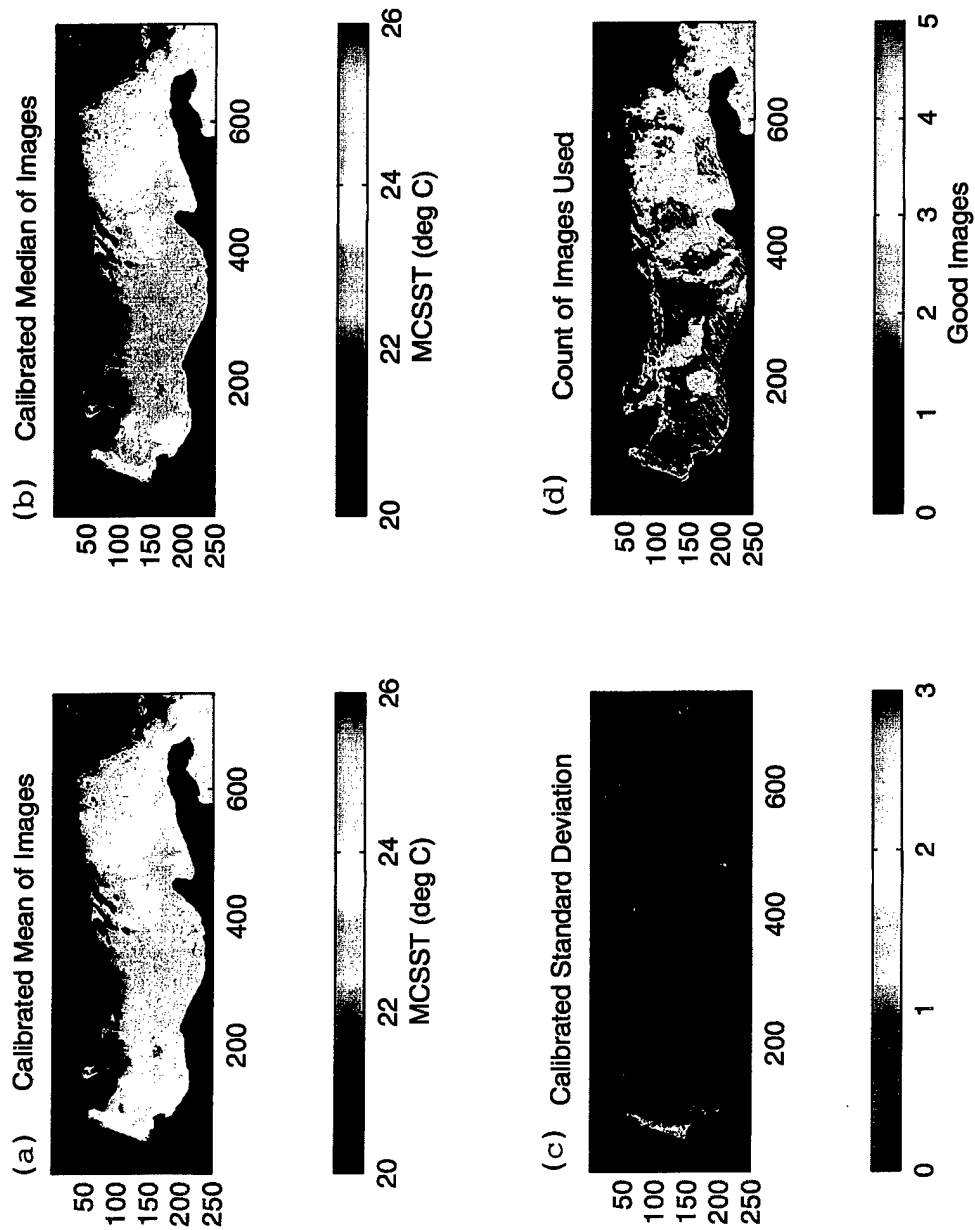 (a) Calibrated Mean of Images
50
100
150
200
250
200 400 600
20 22 24 26
MCSST (deg C)
(b) Calibrated Median of Images
50
100
150
200
250
200 400 600
20 22 24 26
MCSST (deg C)
(c) Calibrated Standard Deviation
50
100
150
200
250
200 400 600
0 1 2 3
(d) Count of Images Used
50
100
150
200
250
200 400 600
0 1 2 3 4 5
Good Images